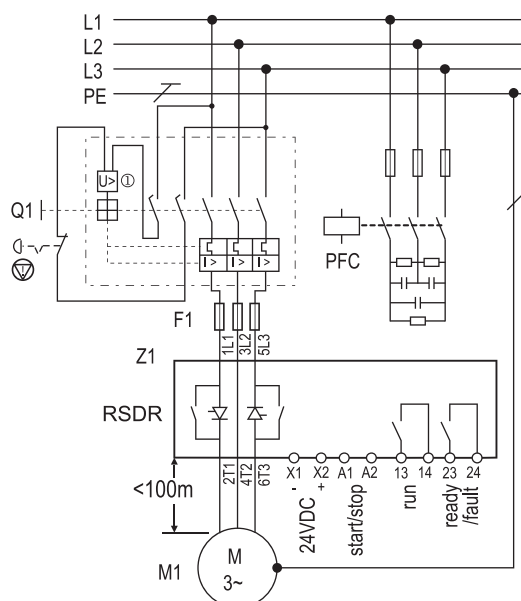 L1
L2
L3
PE
U> ①
Q1
I> I> I>
PFC
F1
1L1
3L2
5L3
Z1
RSDR
2T1
4T2
6T3
X1 X2 A1 A2 13 14 23 24
- +
24VDC
start/stop
run
ready
/fault
<100m
M1
M
3~